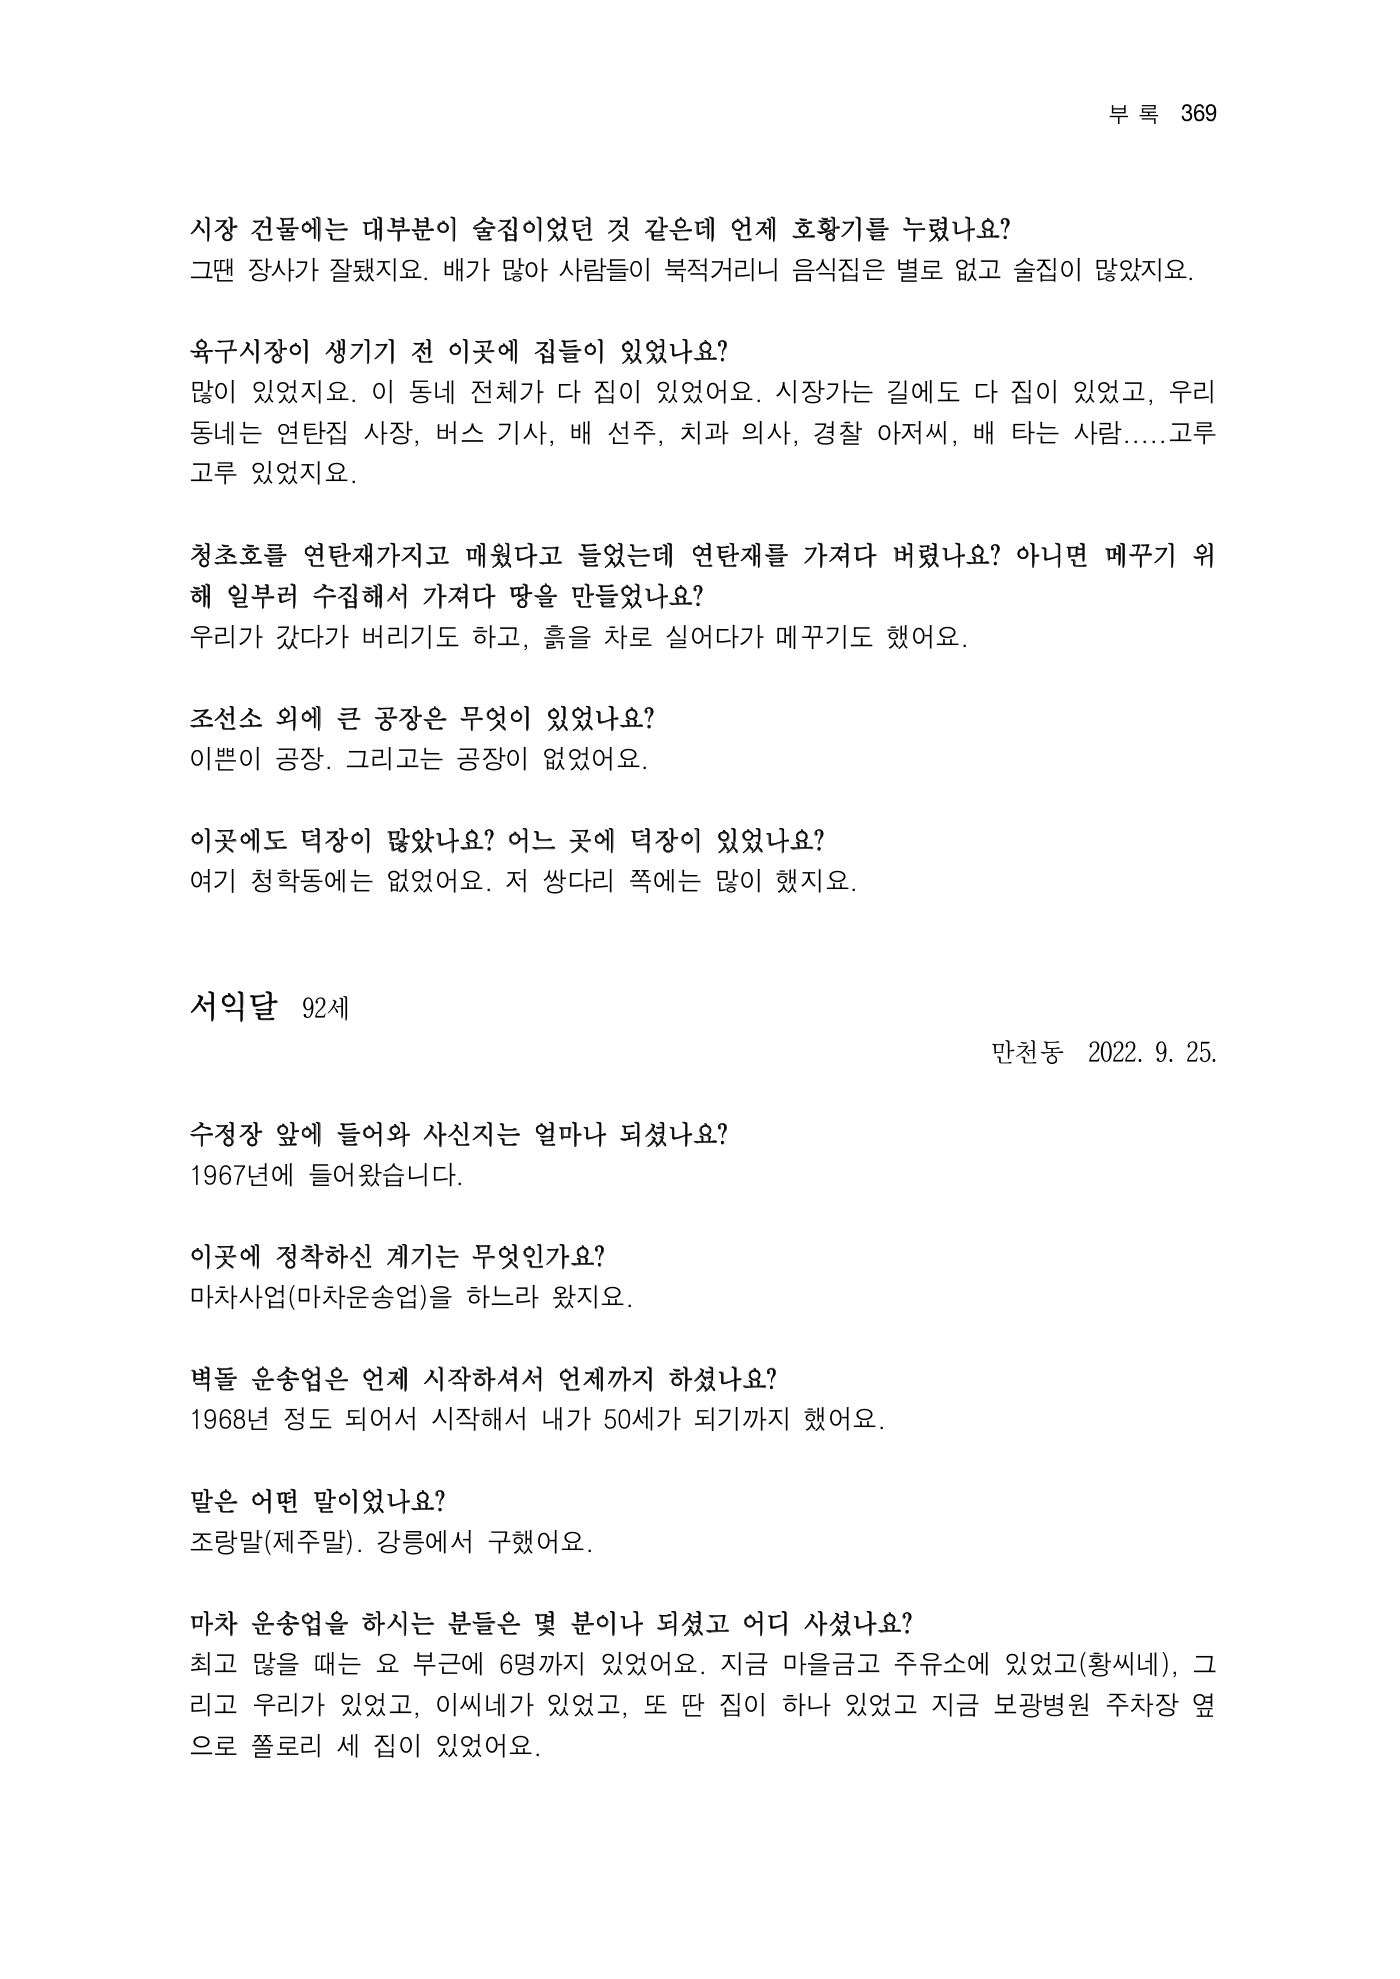 부 록 369
시장 건물에는 대부분이 술집이었던 것 같은데 언제 호황기를 누렸나요?
그땐 장사가 잘됐지요. 배가 많아 사람들이 북적거리니 음식집은 별로 없고 술집이 많았지요.
육구시장이 생기기 전 이곳에 집들이 있었나요?
많이 있었지요. 이 동네 전체가 다 집이 있었어요. 시장가는 길에도 다 집이 있었고, 우리
동네는 연탄집 사장, 버스 기사, 배 선주, 치과 의사, 경찰 아저씨, 배 타는 사람.....고루
고루 있었지요.
청초호를 연탄재가지고 매웠다고 들었는데 연탄재를 가져다 버렸나요? 아니면 메꾸기 위
해 일부러 수집해서 가져다 땅을 만들었나요?
우리가 갔다가 버리기도 하고, 흙을 차로 실어다가 메꾸기도 했어요.
조선소 외에 큰 공장은 무엇이 있었나요?
이쁜이 공장. 그리고는 공장이 없었어요.
이곳에도 덕장이 많았나요? 어느 곳에 덕장이 있었나요?
여기 청학동에는 없었어요. 저 쌍다리 쪽에는 많이 했지요.
서익달 92세
만천동 2022. 9. 25.
수정장 앞에 들어와 사신지는 얼마나 되셨나요?
1967년에 들어왔습니다.
이곳에 정착하신 계기는 무엇인가요?
마차사업(마차운송업)을 하느라 왔지요.
벽돌 운송업은 언제 시작하셔서 언제까지 하셨나요?
1968년 정도 되어서 시작해서 내가 50세가 되기까지 했어요.
말은 어떤 말이었나요?
조랑말(제주말). 강릉에서 구했어요.
마차 운송업을 하시는 분들은 몇 분이나 되셨고 어디 사셨나요?
최고 많을 때는 요 부근에 6명까지 있었어요. 지금 마을금고 주유소에 있었고(황씨네), 그
리고 우리가 있었고, 이씨네가 있었고, 또 딴 집이 하나 있었고 지금 보광병원 주차장 옆
으로 쫄로리 세 집이 있었어요.